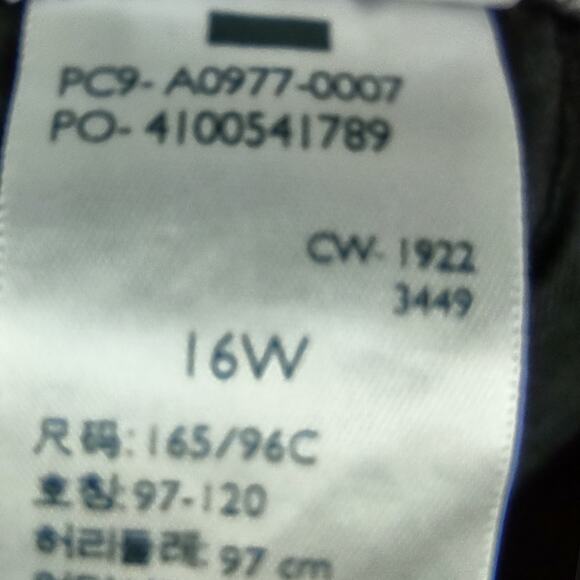 PC9- A0977-0007
PO- 4100541789
CW- 1922
3449
16W
尺码: 165/96C
호칭: 97-120
허리둘레: 97 cm